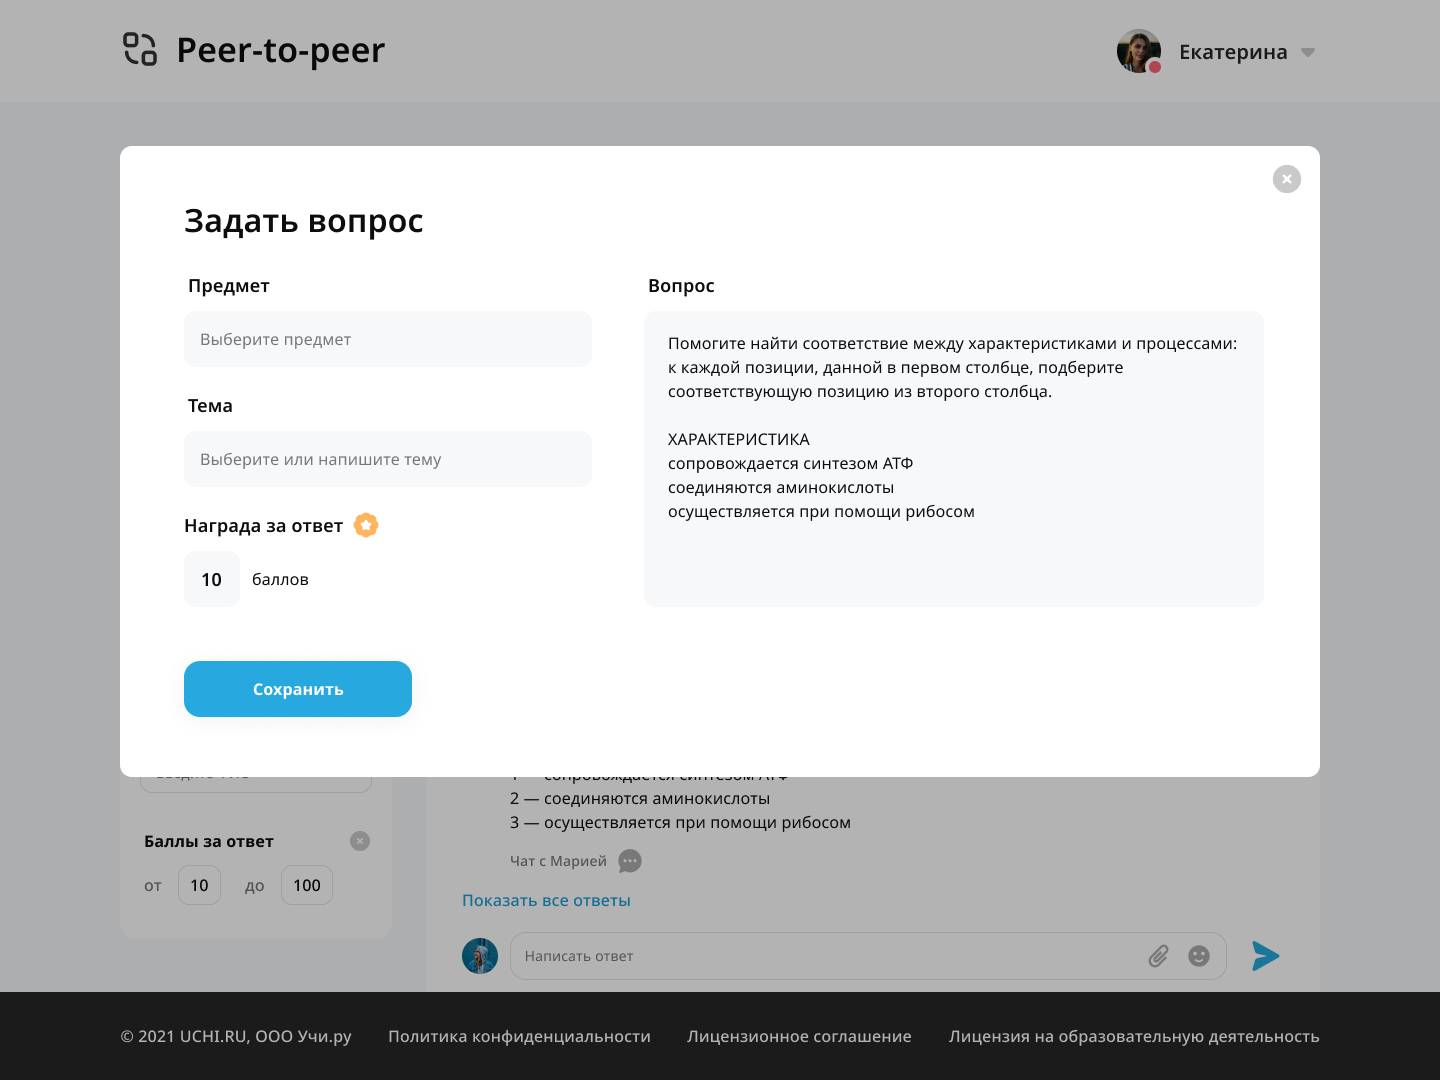 Peer-to-peer
Екатерина
Задать вопрос
Предмет
Выберите предмет
Тема
Выберите или напишите тему
Награда за ответ
10 баллов
Сохранить
Вопрос
Помогите найти соответствие между характеристиками и процессами:
к каждой позиции, данной в первом столбце, подберите
соответствующую позицию из второго столбца.
ХАРАКТЕРИСТИКА
сопровождается синтезом АТФ
соединяются аминокислоты
осуществляется при помощи рибосом
Баллы за ответ
от 10 до 100
1 — сопровождается синтезом АТФ
2 — соединяются аминокислоты
3 — осуществляется при помощи рибосом
Чат с Марией
Показать все ответы
Написать ответ
© 2021 UCHI.RU, ООО Учи.ру
Политика конфиденциальности
Лицензионное соглашение
Лицензия на образовательную деятельность